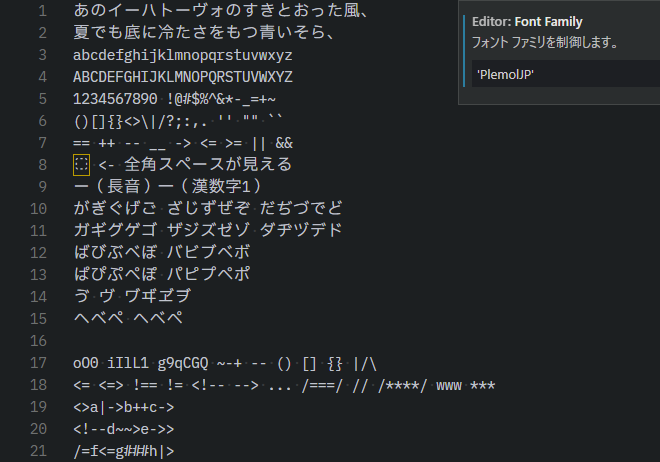 1 あのイーハトーヴォのすきとおった風、
2 夏でも底に冷たさをもつ青いそら、
3 abcdefghijklmnopqrstuvwxyz
4 ABCDEFGHIJKLMNOPQRSTUVWXYZ
5 1234567890 !@#$%^&*-_=+~
6 ()[]{}<>\|/?;:,. '' "" ``
7 == ++ -- __ -> <= >= || &&
8 　 <- 全角スペースが見える
9 ー（長音）一（漢数字1）
10 がぎぐげご ざじずぜぞ だぢづでど
11 ガギグゲゴ ザジズゼゾ ダヂヅデド
12 ばびぶべぼ バビブベボ
13 ぱぴぷぺぽ パピプペポ
14 ゔ ヴ ヷヸヹヺ
15 へべぺ ヘベペ
16
17 oO0 iIlL1 g9qCGQ ~-+ -- () [] {} |/\
18 <= <=> !== != <!-- --> ... /===/ // /****/ www ***
19 <>a|->b++c->
20 <!--d~~>e->>
21 /=f<=g###h|>
Editor: Font Family
フォント ファミリを制御します。
'PlemolJP'